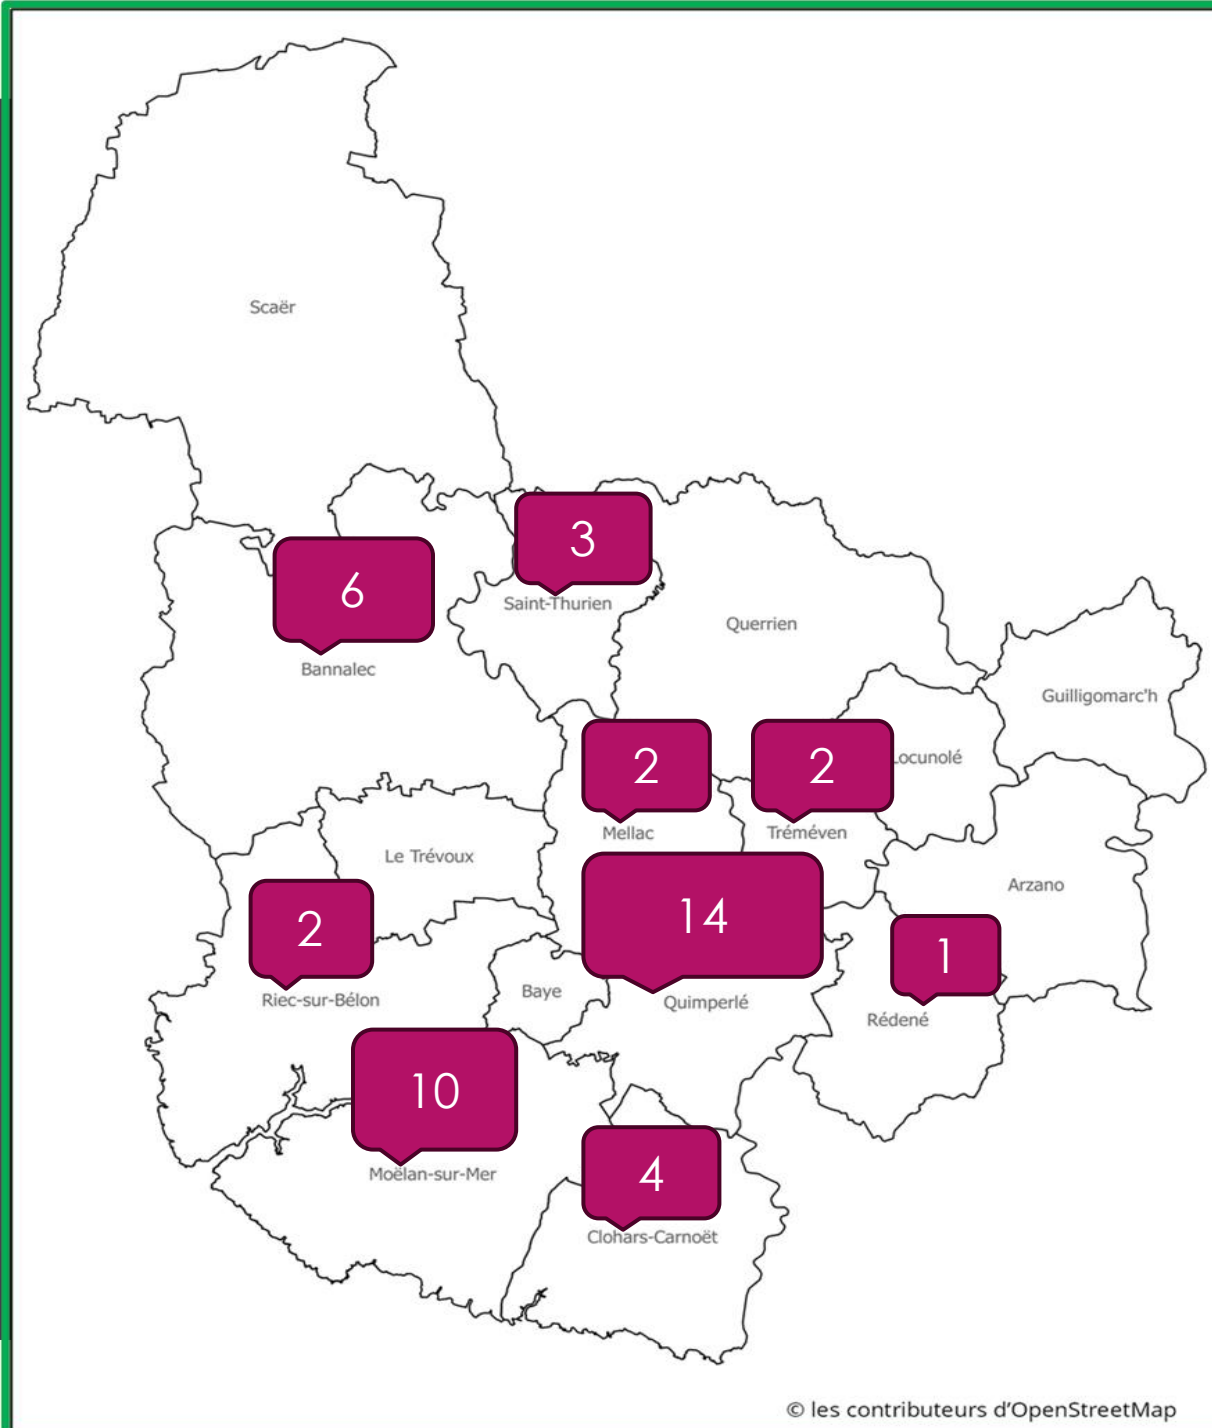 Scaër
3
Saint-Thurien
6
Bannalec
Querrien
Guilligomarc'h
2
Mellac
2
Tréméven
Locunolé
Le Trévoux
Arzano
2
Riec-sur-Bélon
14
Quimperlé
1
Rédené
Baye
10
Moëlan-sur-Mer
4
Clohars-Carnoët
© les contributeurs d'OpenStreetMap